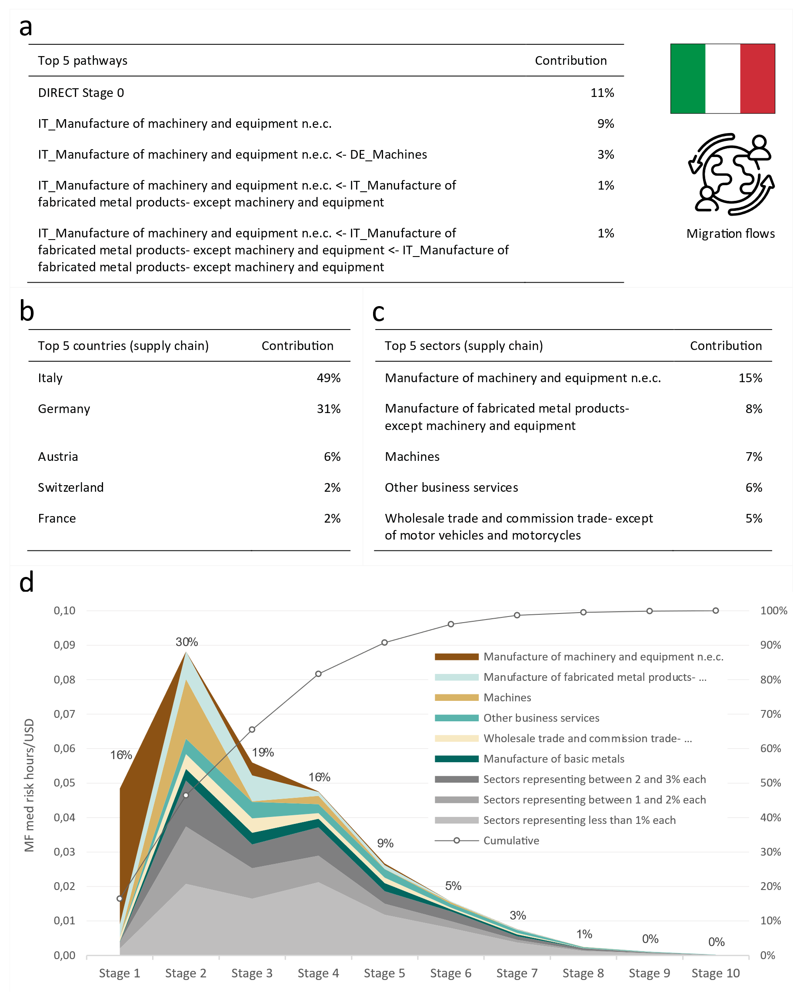 a
Top 5 pathways Contribution
DIRECT Stage 0 11%
IT_Manufacture of machinery and equipment n.e.c. 9%
IT_Manufacture of machinery and equipment n.e.c. <- DE_Machines 3%
IT_Manufacture of machinery and equipment n.e.c. <- IT_Manufacture of 1%
fabricated metal products- except machinery and equipment
IT_Manufacture of machinery and equipment n.e.c. <- IT_Manufacture of 1%
fabricated metal products- except machinery and equipment <- IT_Manufacture of
fabricated metal products- except machinery and equipment
Migration flows
b
Top 5 countries (supply chain) Contribution
Italy 49%
Germany 31%
Austria 6%
Switzerland 2%
France 2%
c
Top 5 sectors (supply chain) Contribution
Manufacture of machinery and equipment n.e.c. 15%
Manufacture of fabricated metal products- 8%
except machinery and equipment
Machines 7%
Other business services 6%
Wholesale trade and commission trade- except 5%
of motor vehicles and motorcycles
d
MF med risk hours/USD
0,10
0,09
0,08
0,07
0,06
0,05
0,04
0,03
0,02
0,01
0,00
16%
30%
19%
16%
9%
5%
3%
1%
0%
0%
Manufacture of machinery and equipment n.e.c.
Manufacture of fabricated metal products- ...
Machines
Other business services
Wholesale trade and commission trade- ...
Manufacture of basic metals
Sectors representing between 2 and 3% each
Sectors representing between 1 and 2% each
Sectors representing less than 1% each
Cumulative
100%
90%
80%
70%
60%
50%
40%
30%
20%
10%
0%
Stage 1 Stage 2 Stage 3 Stage 4 Stage 5 Stage 6 Stage 7 Stage 8 Stage 9 Stage 10